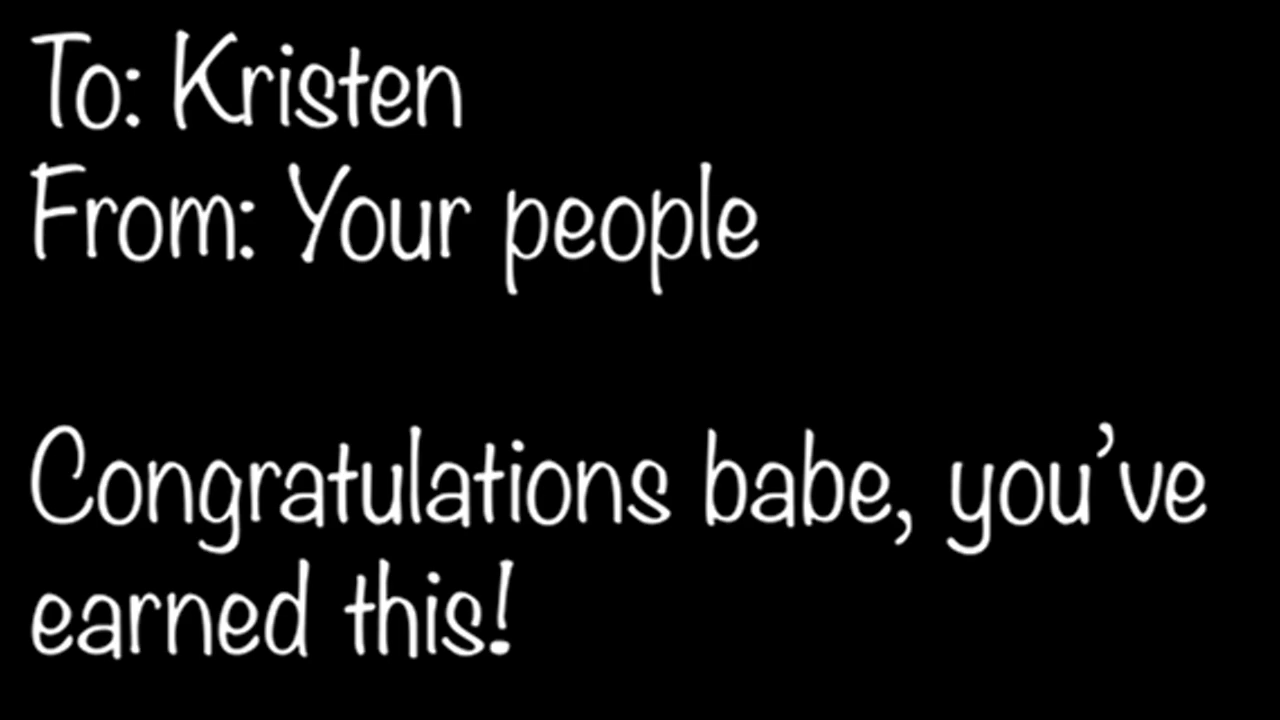 To: Kristen
From: Your people
Congratulations babe, you’ve
earned this!